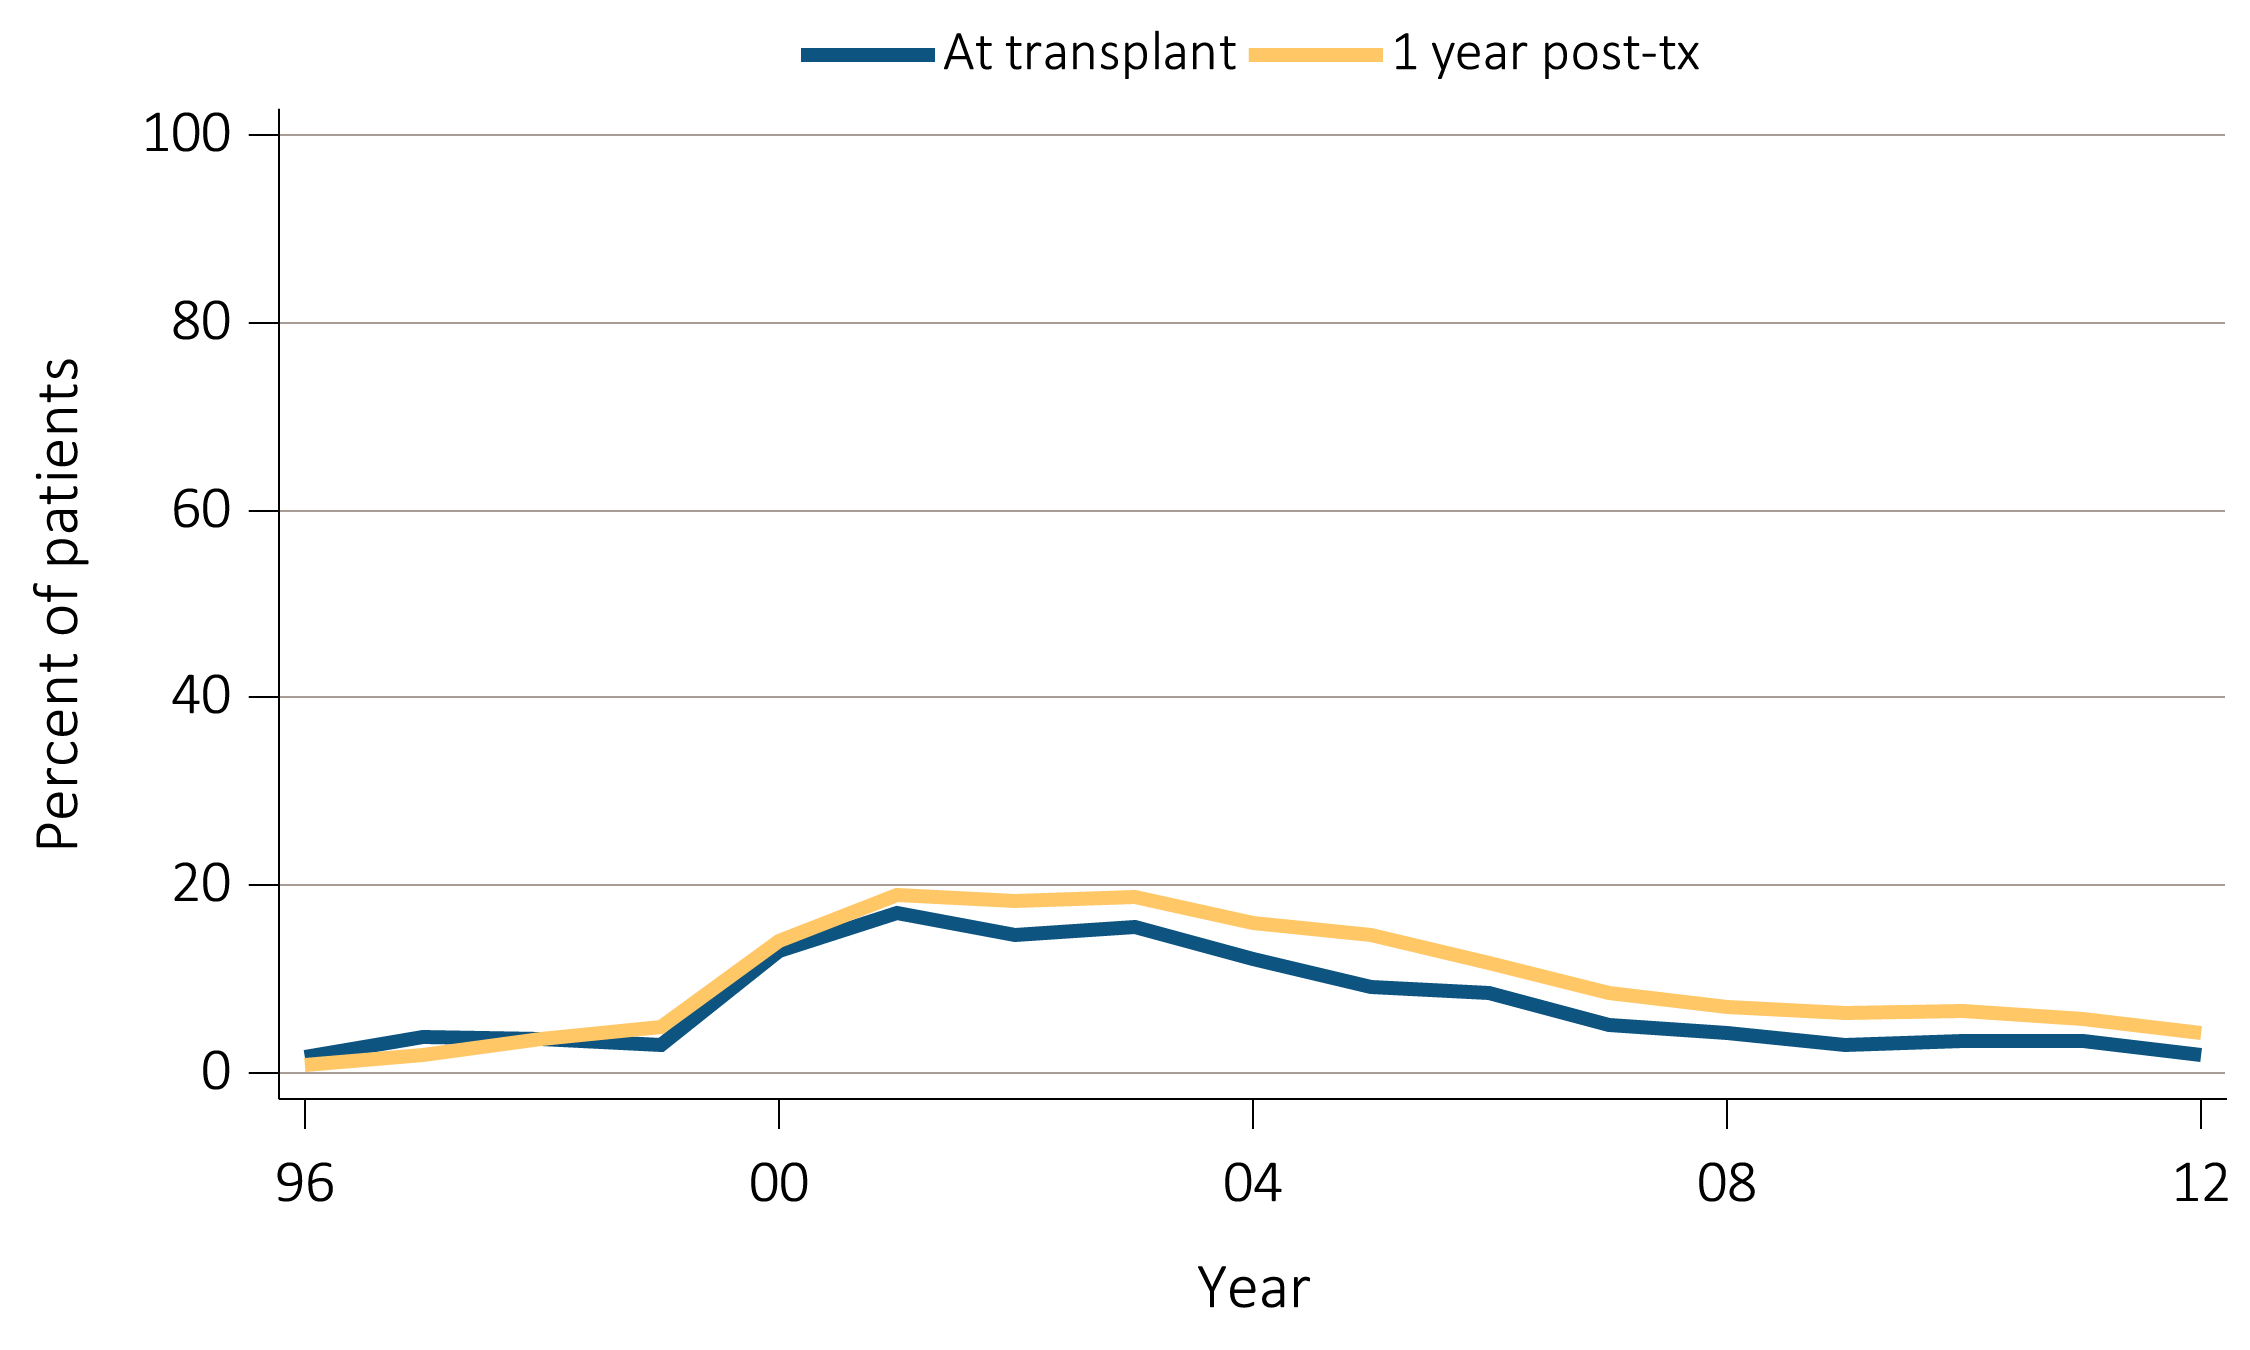 At transplant 1 year post-tx
100
80
60
40
20
0
Percent of patients
96 00 04 08 12
Year